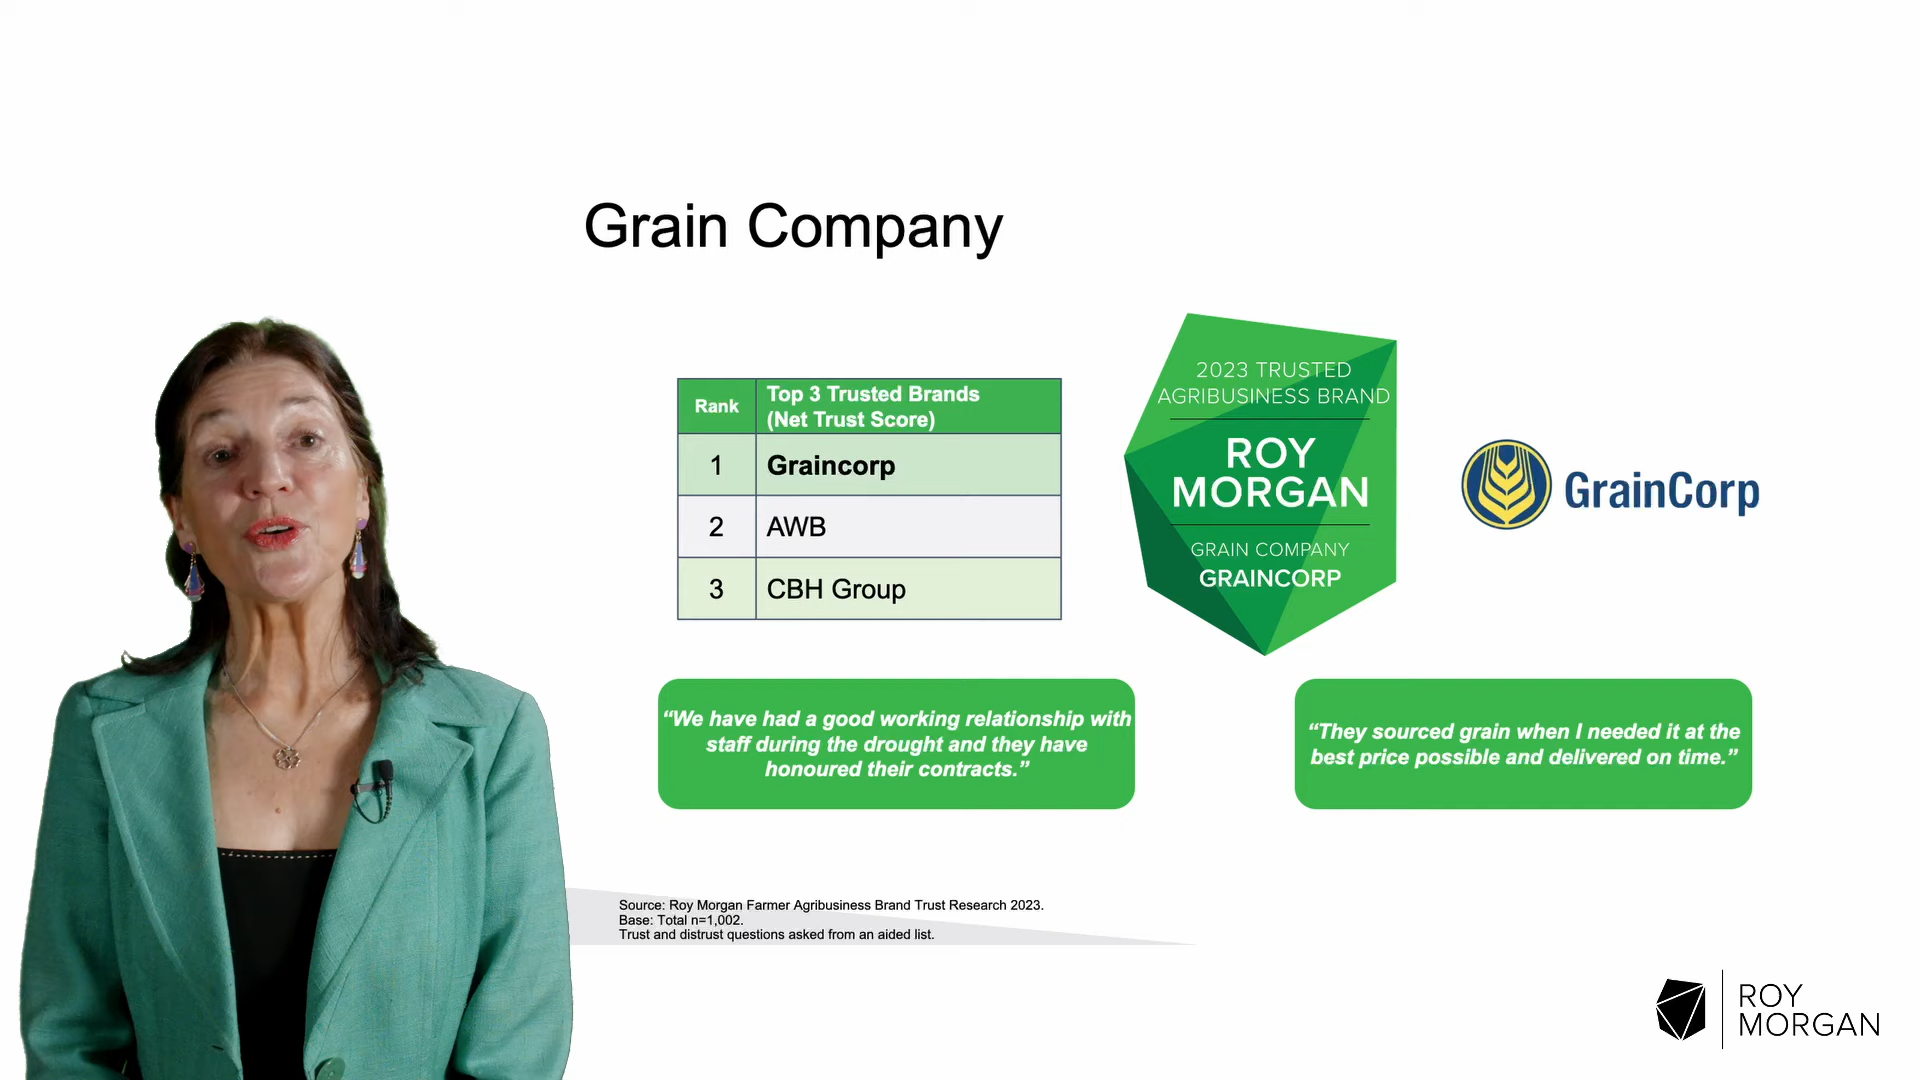 Grain Company
Rank
Top 3 Trusted Brands
(Net Trust Score)
1
Graincorp
2
AWB
3
CBH Group
2023 TRUSTED
AGRIBUSINESS BRAND
ROY
MORGAN
GRAIN COMPANY
GRAINCORP
GrainCorp
“We have had a good working relationship with
staff during the drought and they have
honoured their contracts.”
“They sourced grain when I needed it at the
best price possible and delivered on time.”
Source: Roy Morgan Farmer Agribusiness Brand Trust Research 2023.
Base: Total n=1,002.
Trust and distrust questions asked from an aided list.
ROY
MORGAN